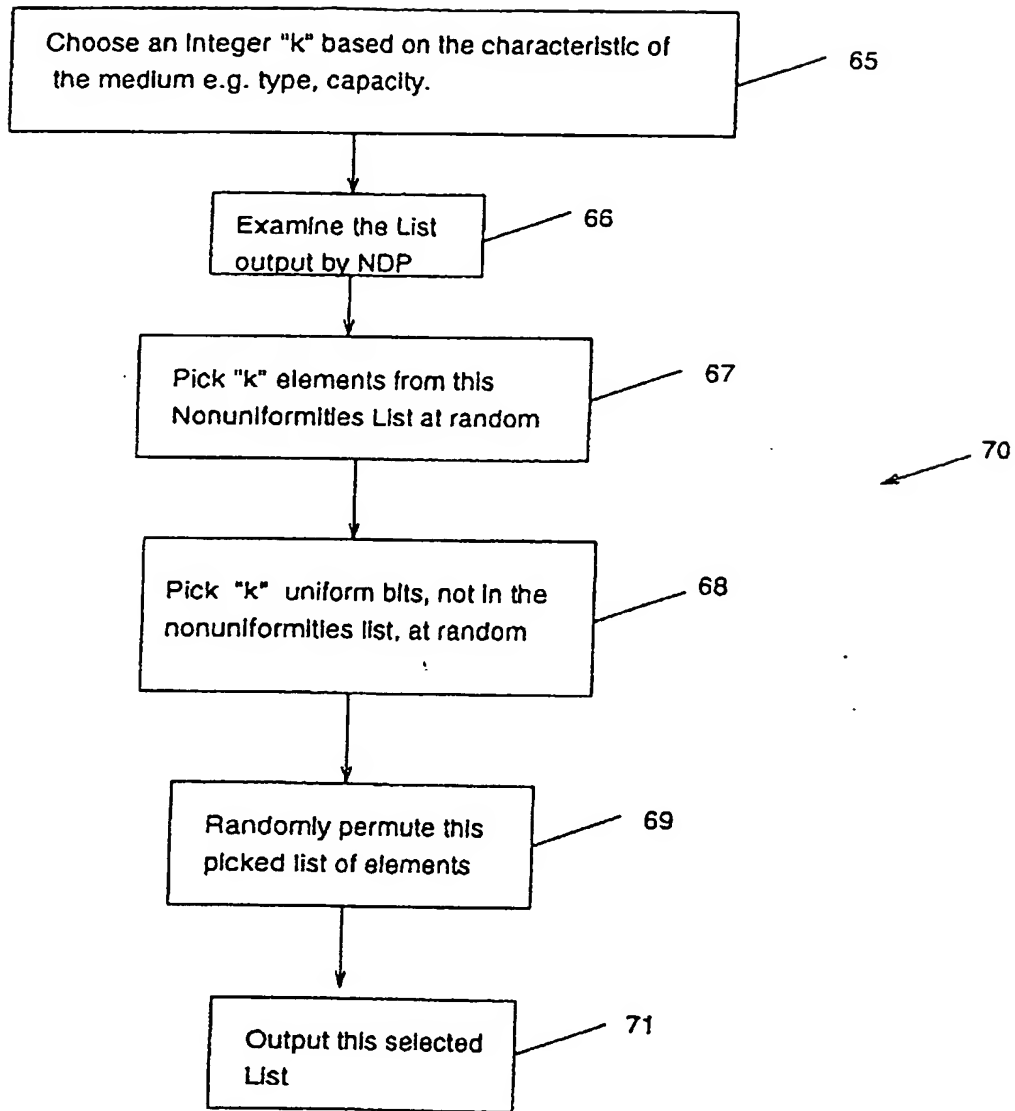 Choose an Integer "k" based on the characteristic of
the medium e.g. type, capacity.
65
Examine the List
output by NDP
66
Pick "k" elements from this
Nonuniformities List at random
67
70
Pick "k" uniform bits, not in the
nonuniformities list, at random
68
Randomly permute this
picked list of elements
69
Output this selected
List
71